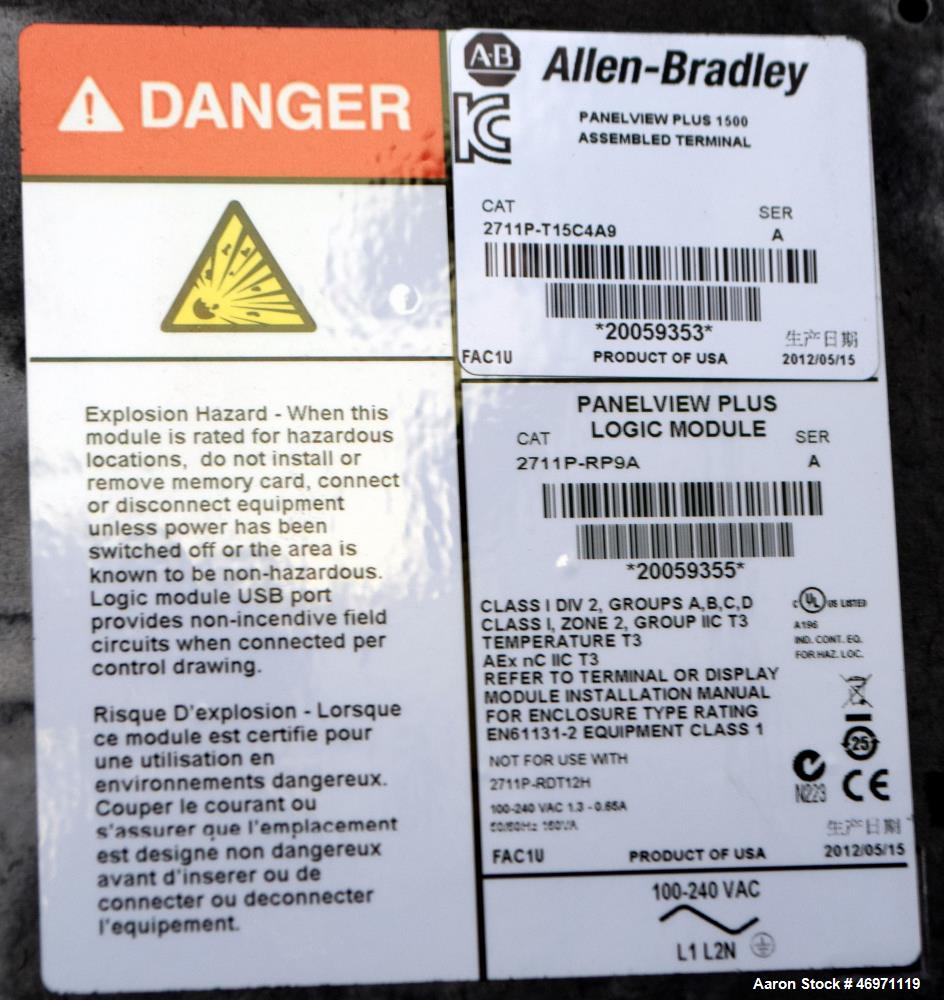 DANGER
Explosion Hazard - When this
module is rated for hazardous
locations, do not install or
remove memory card, connect
or disconnect equipment
unless power has been
switched off or the area is
known to be non-hazardous.
Logic module USB port
provides non-incendive field
circuits when connected per
control drawing.
Risque D'explosion - Lorsque
ce module est certifie pour
une utilisation en
environnements dangereux.
Couper le courant ou
s'assurer que l'emplacement
est designe non dangereux
avant d'inserer ou de
connecter ou deconnecter
l'equipement.
A-B Allen-Bradley
KC
PANELVIEW PLUS 1500
ASSEMBLED TERMINAL
CAT SER
2711P-T15C4A9 A
*20059353*
生产日期
FAC1U PRODUCT OF USA 2012/05/15
PANELVIEW PLUS
LOGIC MODULE
CAT SER
2711P-RP9A A
*20059355*
CLASS I DIV 2, GROUPS A,B,C,D
CLASS I, ZONE 2, GROUP IIC T3
TEMPERATURE T3
AEx nC IIC T3
REFER TO TERMINAL OR DISPLAY
MODULE INSTALLATION MANUAL
FOR ENCLOSURE TYPE RATING
EN61131-2 EQUIPMENT CLASS 1
C UL US LISTED
A196
IND. CONT. EQ.
FOR HAZ. LOC.
25
N223 CE
NOT FOR USE WITH
2711P-RDT12H
100-240 VAC 1.3 - 0.65A
50/60Hz 160VA
生产日期
FAC1U PRODUCT OF USA 2012/05/15
100-240 VAC
L1 L2N
Aaron Stock # 46971119